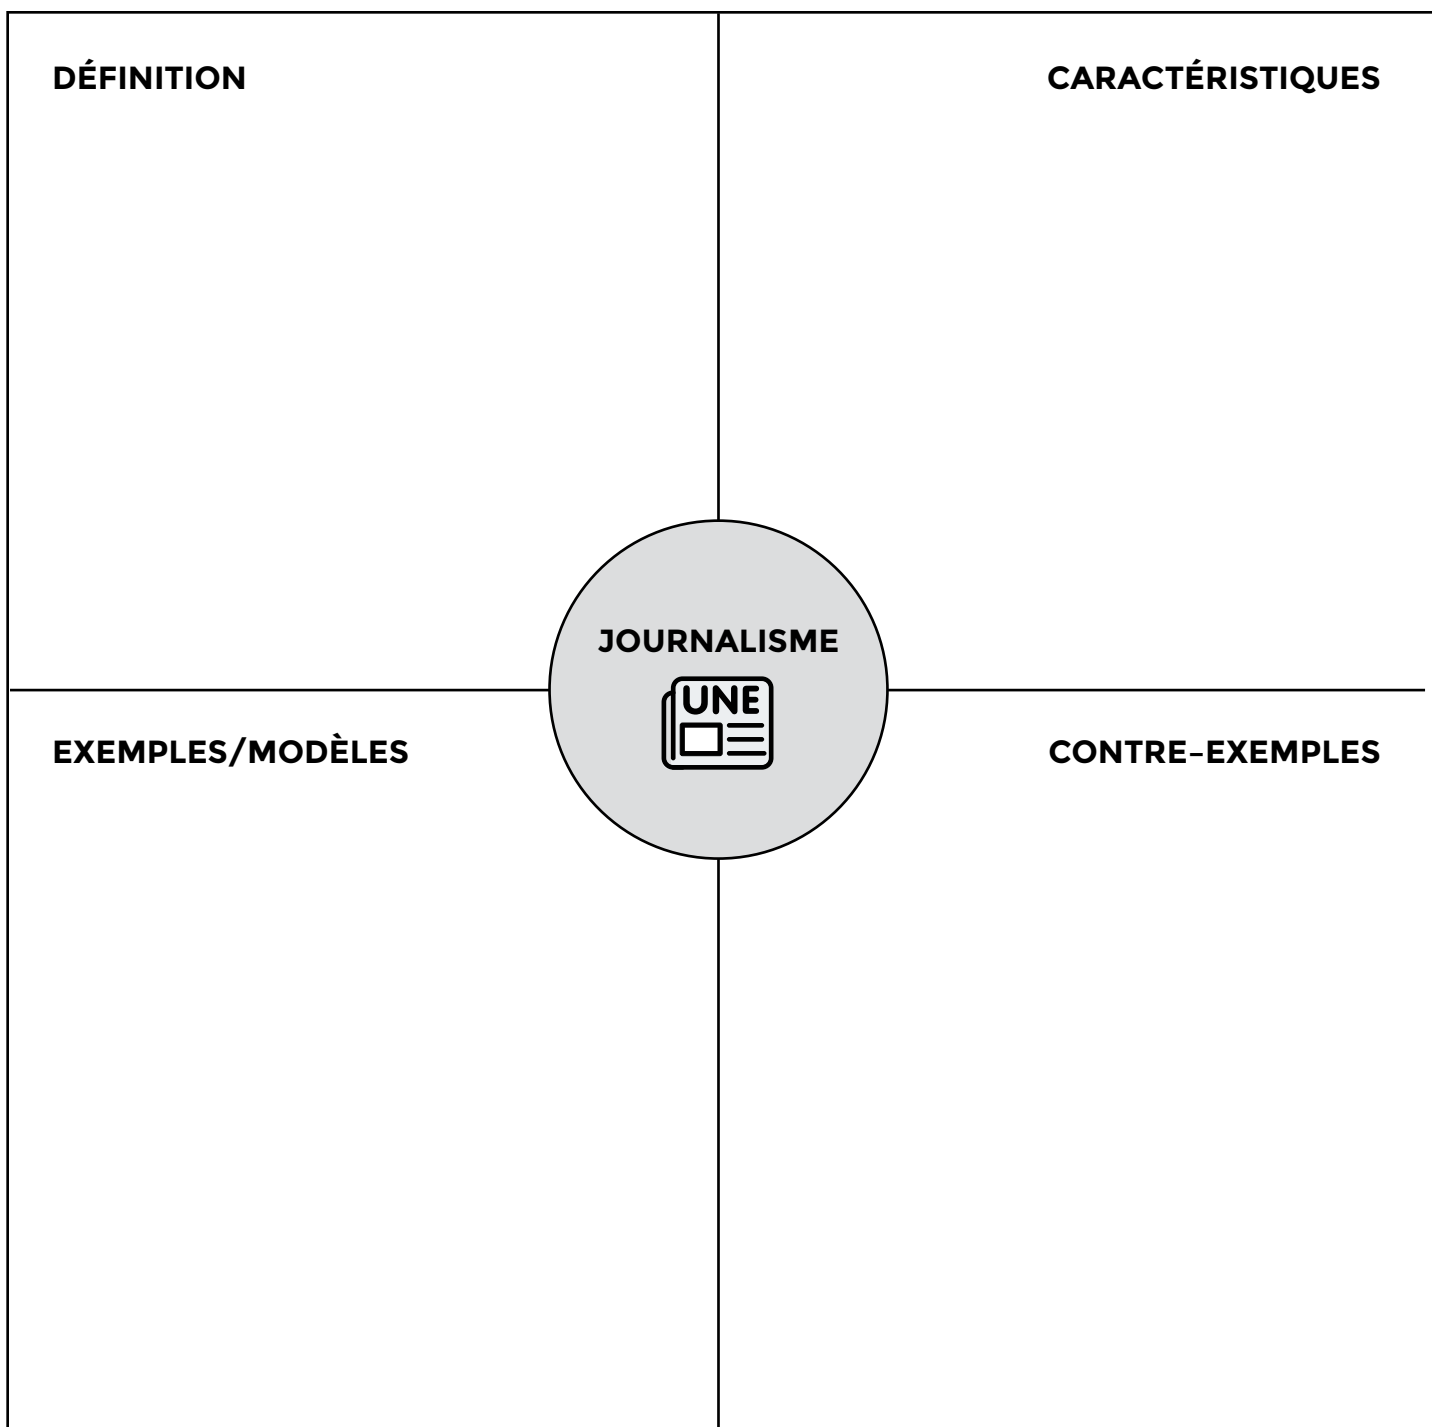 DÉFINITION
CARACTÉRISTIQUES
JOURNALISME
UNE
EXEMPLES/MODÈLES
CONTRE-EXEMPLES